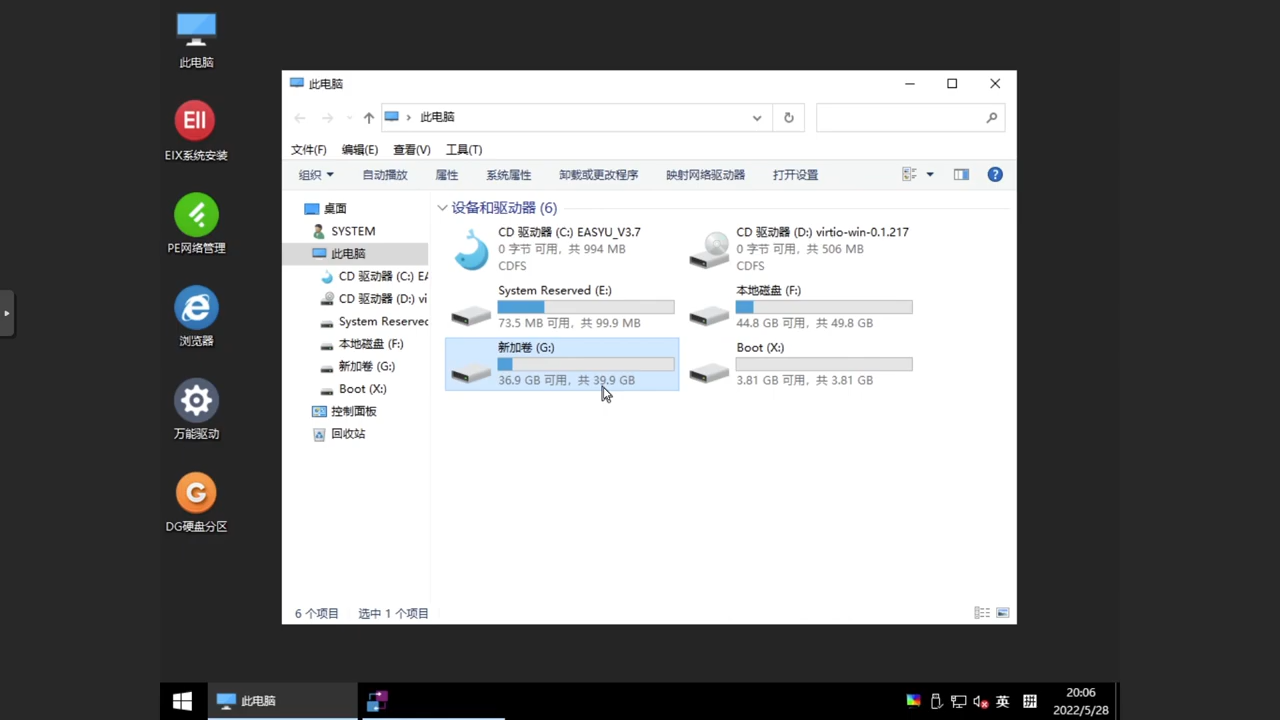 此电脑
EIX系统安装
PE网络管理
浏览器
万能驱动
DG硬盘分区
此电脑
此电脑
文件(F) 编辑(E) 查看(V) 工具(T)
组织 自动播放 属性 系统属性 卸载或更改程序 映射网络驱动器 打开设置
桌面
SYSTEM
此电脑
CD 驱动器 (C:) EA
CD 驱动器 (D:) vi
System Reserved
本地磁盘 (F:)
新加卷 (G:)
Boot (X:)
控制面板
回收站
设备和驱动器 (6)
CD 驱动器 (C:) EASYU_V3.7
0 字节 可用，共 994 MB
CDFS
CD 驱动器 (D:) virtio-win-0.1.217
0 字节 可用，共 506 MB
CDFS
System Reserved (E:)
73.5 MB 可用，共 99.9 MB
本地磁盘 (F:)
44.8 GB 可用，共 49.8 GB
新加卷 (G:)
36.9 GB 可用，共 39.9 GB
Boot (X:)
3.81 GB 可用，共 3.81 GB
6 个项目 选中 1 个项目
此电脑
英 拼
20:06
2022/5/28